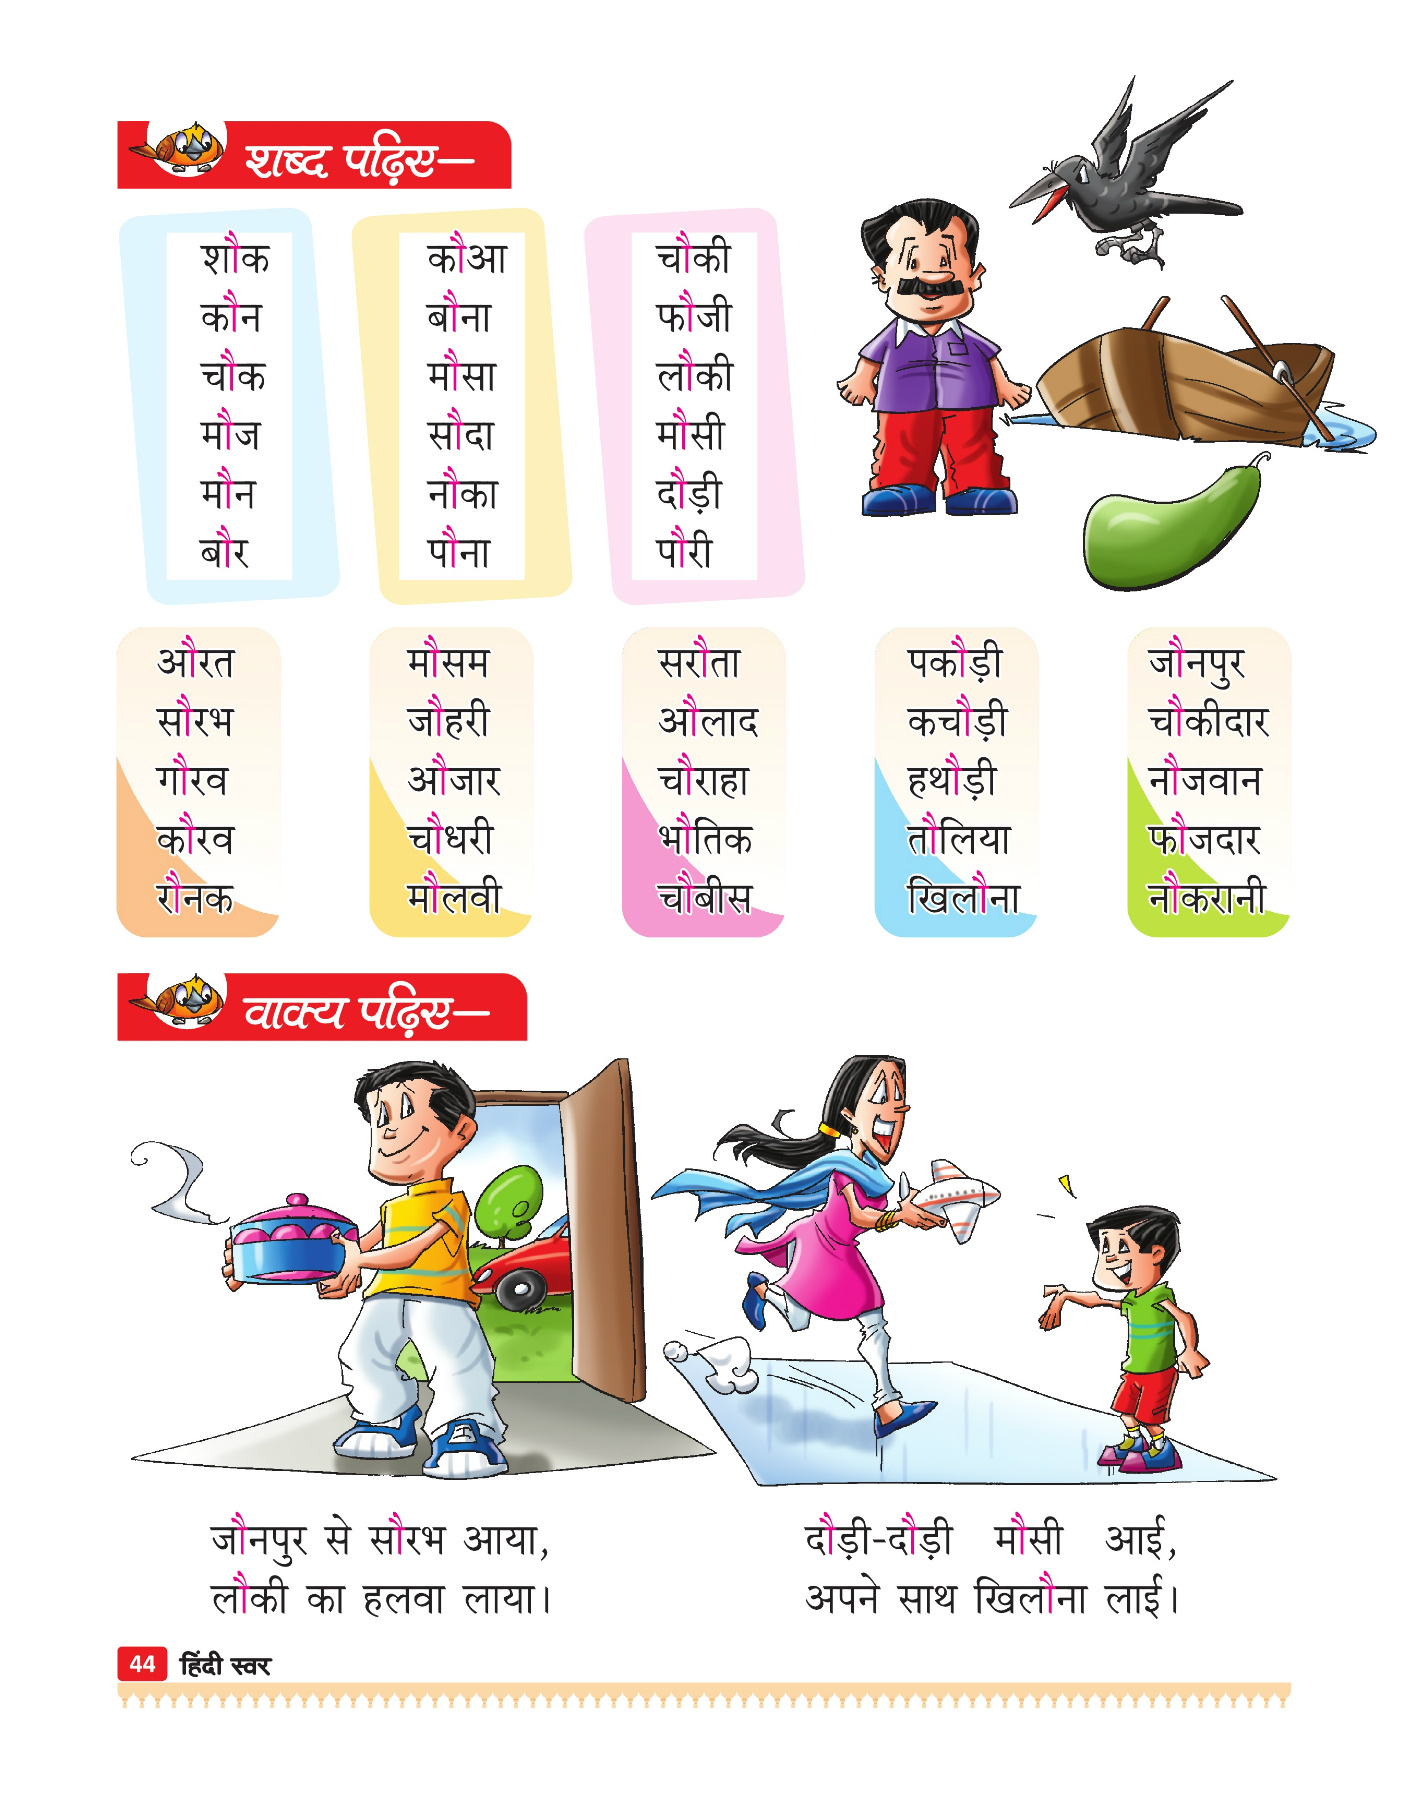 शब्द पढ़िए—
शौक
कौन
चौक
मौज
मौन
बौर
कौआ
बौना
मौसा
सौदा
नौका
पौना
चौकी
फौजी
लौकी
मौसी
दौड़ी
पौरी
औरत
सौरभ
गौरव
कौरव
रौनक
मौसम
जौहरी
औजार
चौधरी
मौलवी
सरौता
औलाद
चौराहा
भौतिक
चौबीस
पकौड़ी
कचौड़ी
हथौड़ी
तौलिया
खिलौना
जौनपुर
चौकीदार
नौजवान
फौजदार
नौकरानी
वाक्य पढ़िए—
जौनपुर से सौरभ आया,
लौकी का हलवा लाया।
दौड़ी-दौड़ी मौसी आई,
अपने साथ खिलौना लाई।
44 हिंदी स्वर